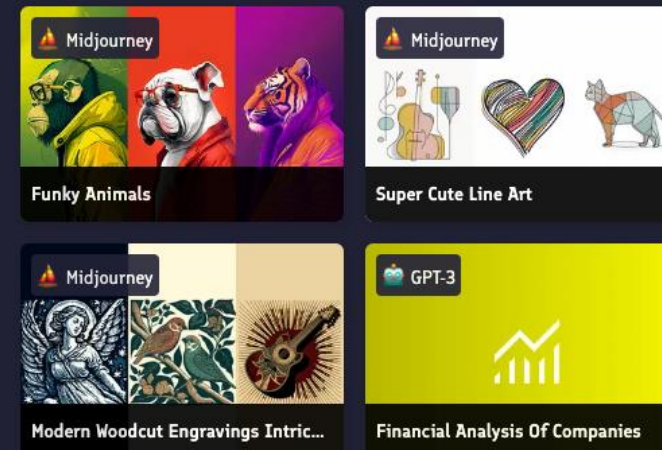 Midjourney
Midjourney
Funky Animals
Super Cute Line Art
Midjourney
GPT-3
Modern Woodcut Engravings Intric...
Financial Analysis Of Companies